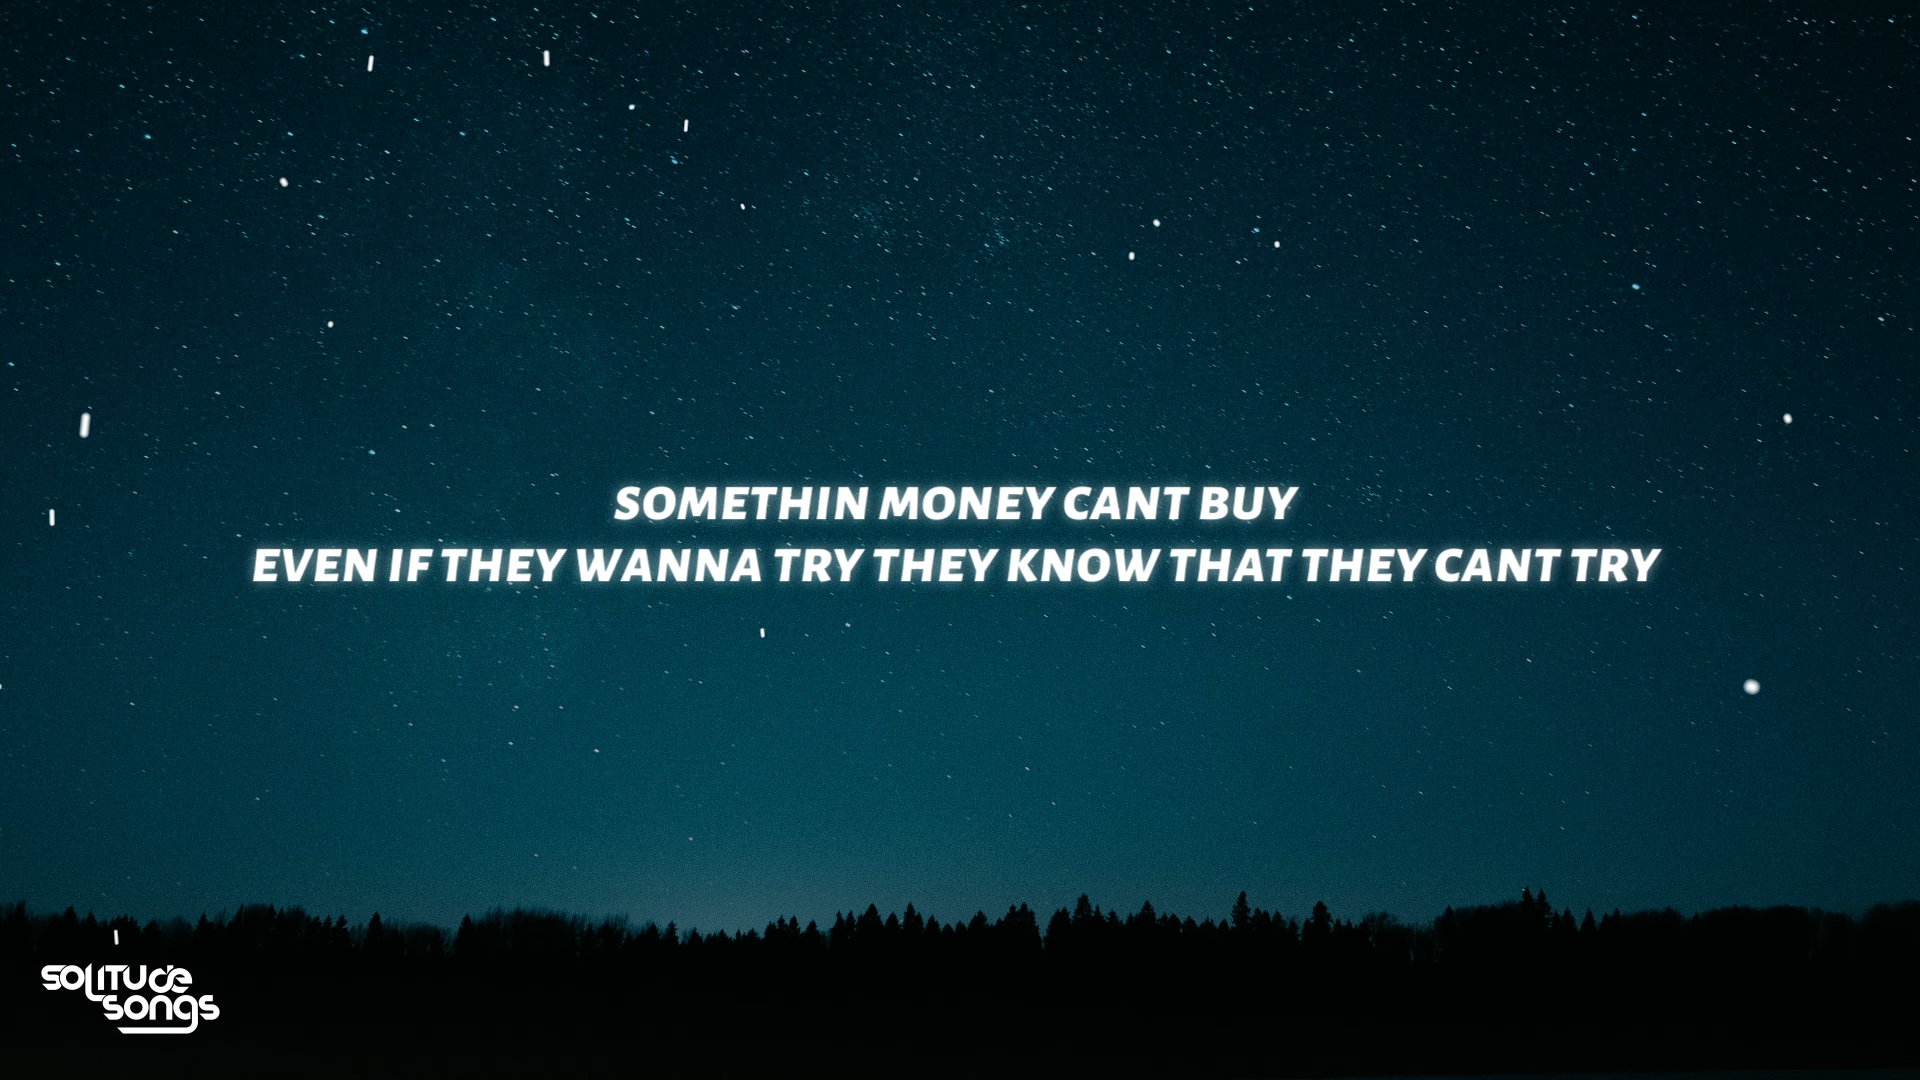 SOMETHIN MONEY CANT BUY
EVEN IF THEY WANNA TRY THEY KNOW THAT THEY CANT TRY
solitude
songs